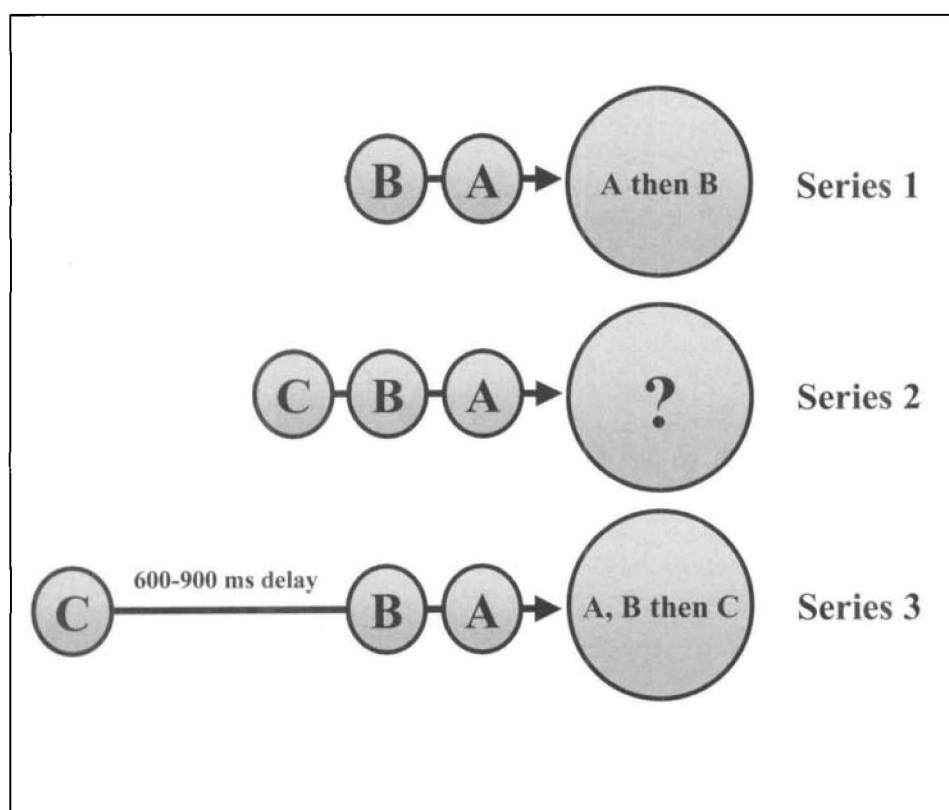 B A A then B Series 1
C B A ? Series 2
600-900 ms delay
C B A A, B then C Series 3